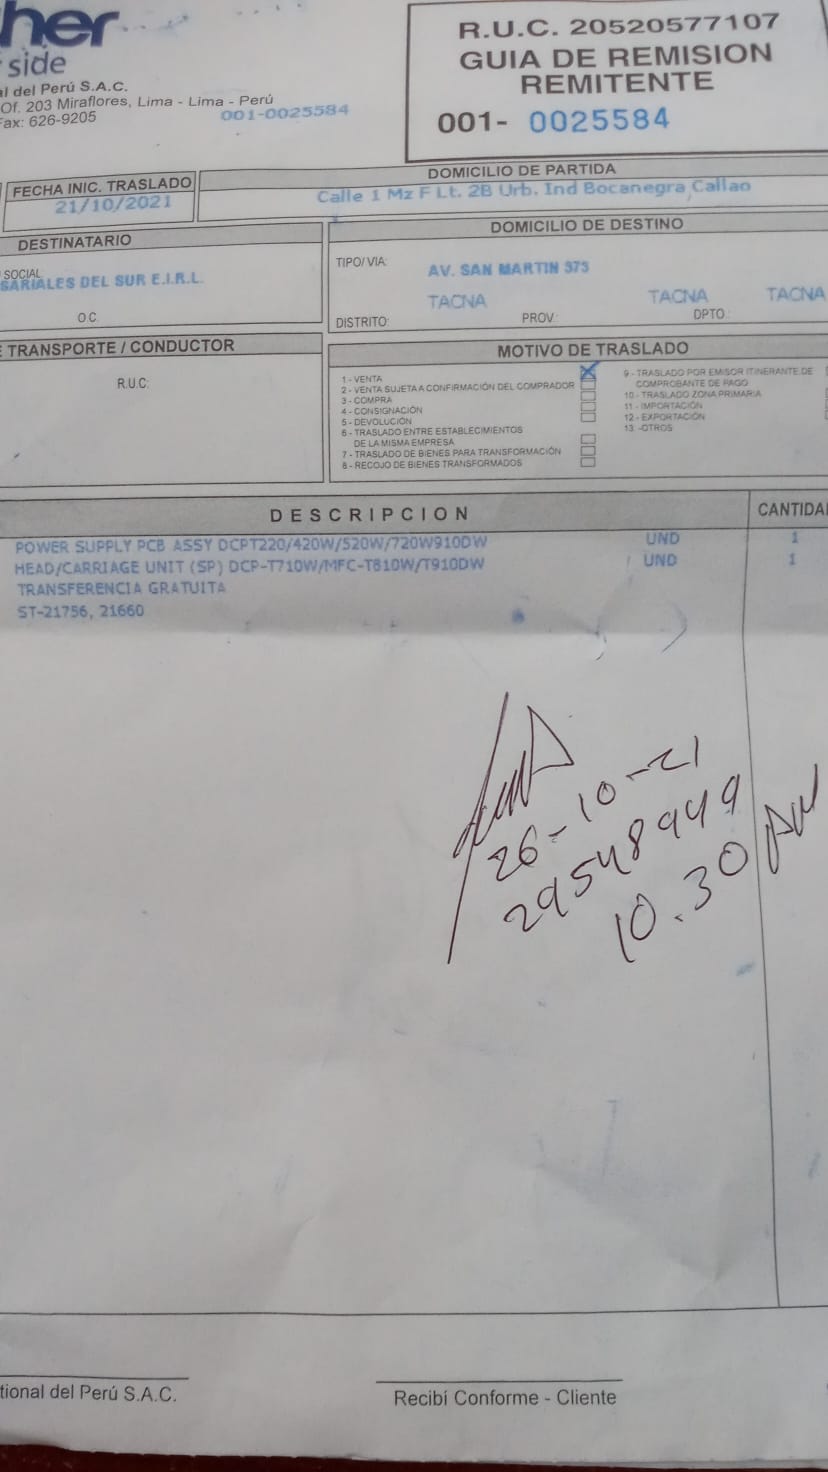 her
side
al del Perú S.A.C.
Of. 203 Miraflores, Lima - Lima - Perú
Fax: 626-9205
001-0025584
R.U.C. 20520577107
GUIA DE REMISION
REMITENTE
001- 0025584
FECHA INIC. TRASLADO
21/10/2021
DOMICILIO DE PARTIDA
Calle 1 Mz F Lt. 2B Urb. Ind Bocanegra Callao
DESTINATARIO
SOCIAL
SARIALES DEL SUR E.I.R.L.
O.C.
DOMICILIO DE DESTINO
TIPO/VIA:
AV. SAN MARTIN 575
TACNA TACNA TACNA
DISTRITO: PROV.: DPTO.:
E TRANSPORTE / CONDUCTOR
R.U.C:
MOTIVO DE TRASLADO
1 - VENTA
2 - VENTA SUJETA A CONFIRMACIÓN DEL COMPRADOR
3 - COMPRA
4 - CONSIGNACIÓN
5 - DEVOLUCIÓN
6 - TRASLADO ENTRE ESTABLECIMIENTOS
DE LA MISMA EMPRESA
7 - TRASLADO DE BIENES PARA TRANSFORMACIÓN
8 - RECOJO DE BIENES TRANSFORMADOS
9 - TRASLADO POR EMISOR ITINERANTE DE
COMPROBANTE DE PAGO
10 - TRASLADO ZONA PRIMARIA
11 - IMPORTACIÓN
12 - EXPORTACIÓN
13 - OTROS
DESCRIPCION CANTIDA
POWER SUPPLY PCB ASSY DCPT220/420W/520W/720W910DW UND 1
HEAD/CARRIAGE UNIT (SP) DCP-T710W/MFC-T810W/T910DW UND 1
TRANSFERENCIA GRATUITA
ST-21756, 21660
26-10-21
29548949
10.30 AM
tional del Perú S.A.C.
Recibí Conforme - Cliente